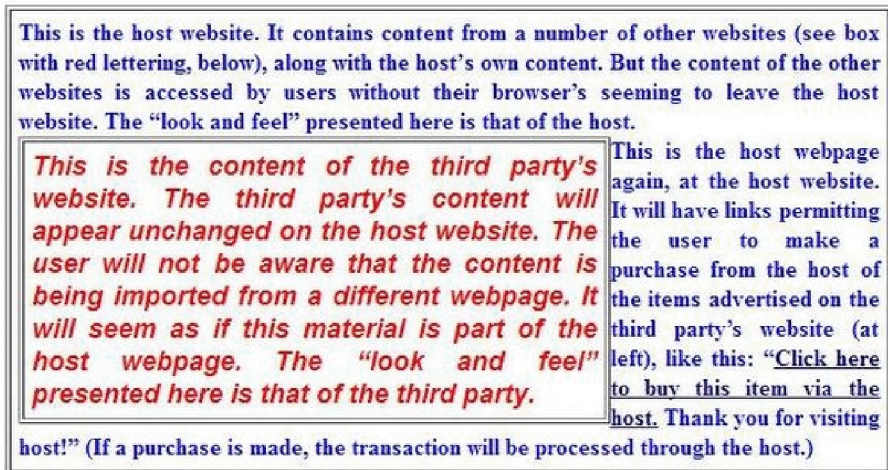 This is the host website. It contains content from a number of other websites (see box
with red lettering, below), along with the host’s own content. But the content of the other
websites is accessed by users without their browser’s seeming to leave the host
website. The “look and feel” presented here is that of the host.
This is the content of the third party’s
website. The third party’s content will
appear unchanged on the host website. The
user will not be aware that the content is
being imported from a different webpage. It
will seem as if this material is part of the
host webpage. The “look and feel”
presented here is that of the third party.
This is the host webpage
again, at the host website.
It will have links permitting
the user to make a
purchase from the host of
the items advertised on the
third party’s website (at
left), like this: “Click here
to buy this item via the
host. Thank you for visiting
host!” (If a purchase is made, the transaction will be processed through the host.)